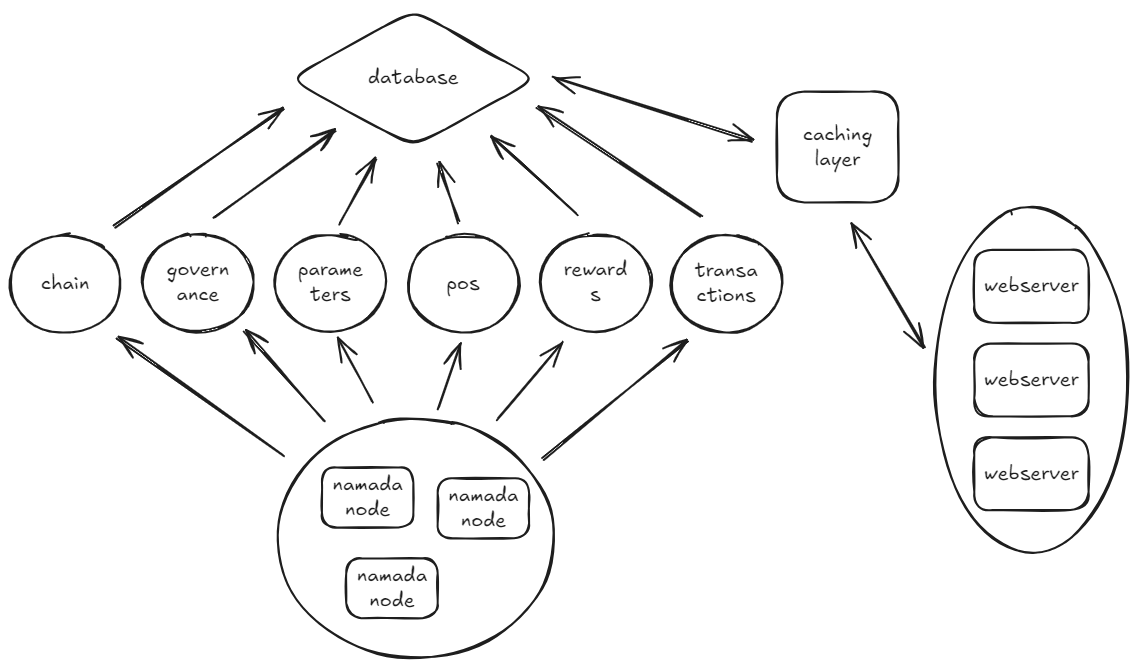 database
caching
layer
chain
govern
ance
parame
ters
pos
reward
s
transa
ctions
webserver
webserver
webserver
namada
node
namada
node
namada
node